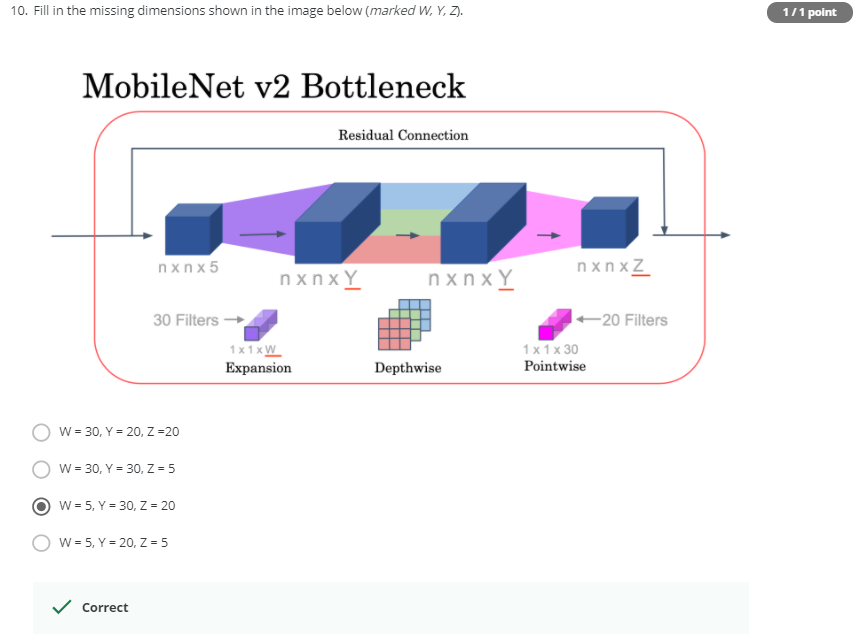 10. Fill in the missing dimensions shown in the image below (marked W, Y, Z).
1 / 1 point
MobileNet v2 Bottleneck
Residual Connection
n x n x 5
n x n x Y
n x n x Y
n x n x Z
30 Filters
20 Filters
1 x 1 x W
1 x 1 x 30
Expansion
Depthwise
Pointwise
W = 30, Y = 20, Z =20
W = 30, Y = 30, Z = 5
W = 5, Y = 30, Z = 20
W = 5, Y = 20, Z = 5
Correct